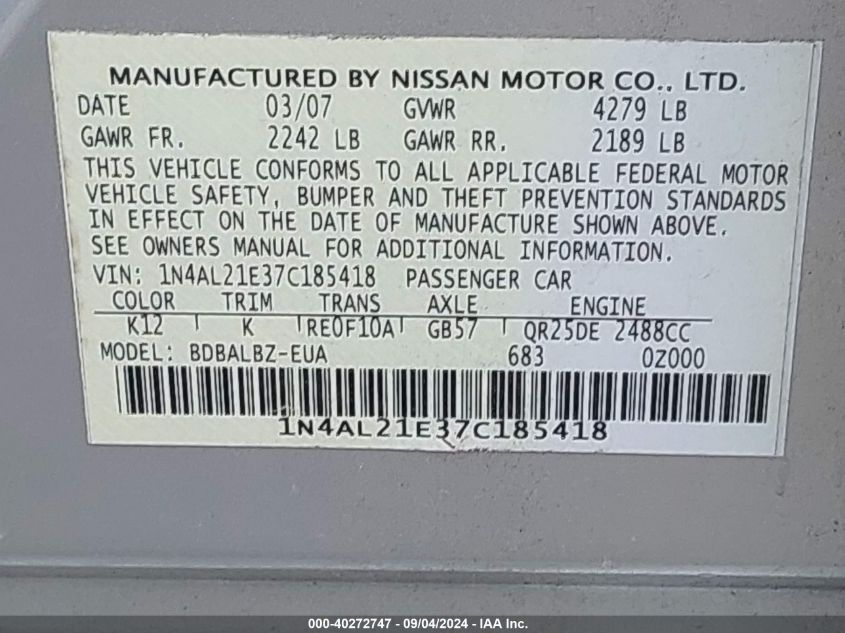 MANUFACTURED BY NISSAN MOTOR CO., LTD.
DATE 03/07 GVWR 4279 LB
GAWR FR. 2242 LB GAWR RR. 2189 LB
THIS VEHICLE CONFORMS TO ALL APPLICABLE FEDERAL MOTOR
VEHICLE SAFETY, BUMPER AND THEFT PREVENTION STANDARDS
IN EFFECT ON THE DATE OF MANUFACTURE SHOWN ABOVE.
SEE OWNERS MANUAL FOR ADDITIONAL INFORMATION.
VIN: 1N4AL21E37C185418 PASSENGER CAR
COLOR TRIM TRANS AXLE ENGINE
K12 K RE0F10A GB57 QR25DE 2488CC
MODEL: BDBALBZ-EUA 683 0Z000
1N4AL21E37C185418
000-40272747 - 09/04/2024 - IAA Inc.